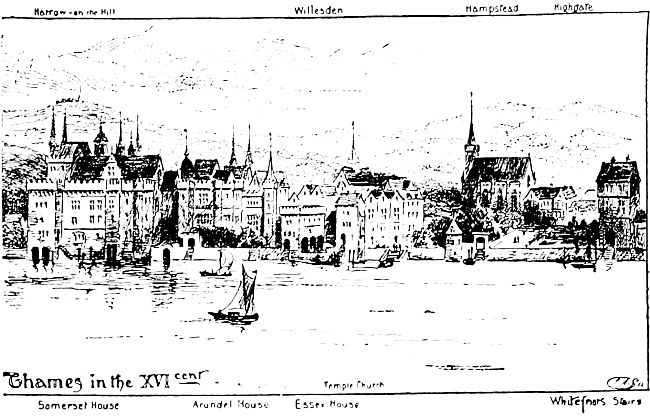 Harrow-on the Hill Willesden Hampstead Highgate
Thames in the XVI cent
Temple Church
Somerset House Arundel House Essex House Whitefriars Stairs